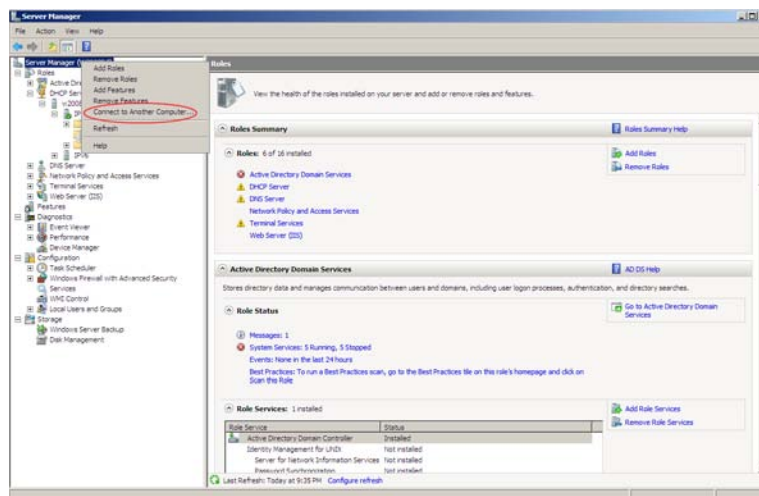 Server Manager
File Action View Help
Server Manager
Roles
Active Dire
DHCP Ser
IPv6
DNS Server
Network Policy and Access Services
Terminal Services
Web Server (IIS)
Features
Diagnostics
Event Viewer
Performance
Device Manager
Configuration
Task Scheduler
Windows Firewall with Advanced Security
Services
WMI Control
Local Users and Groups
Storage
Windows Server Backup
Disk Management
Add Roles
Remove Roles
Add Features
Remove Features
Connect to Another Computer...
Refresh
Help
Roles
View the health of the roles installed on your server and add or remove roles and features.
Roles Summary
Roles Summary Help
Roles: 6 of 16 installed
Add Roles
Remove Roles
Active Directory Domain Services
DHCP Server
DNS Server
Network Policy and Access Services
Terminal Services
Web Server (IIS)
Active Directory Domain Services
AD DS Help
Stores directory data and manages communication between users and domains, including user logon processes, authentication, and directory searches.
Role Status
Go to Active Directory Domain Services
Messages: 1
System Services: 5 Running, 5 Stopped
Events: None in the last 24 hours
Best Practices: To run a Best Practices scan, go to the Best Practices tile on this role's homepage and click on
Scan this Role
Role Services: 1 installed
Add Role Services
Remove Role Services
Role Service Status
Active Directory Domain Controller Installed
Identity Management for UNIX Not installed
Server for Network Information Services Not installed
Password Synchronization Not installed
Last Refresh: Today at 9:35 PM Configure refresh